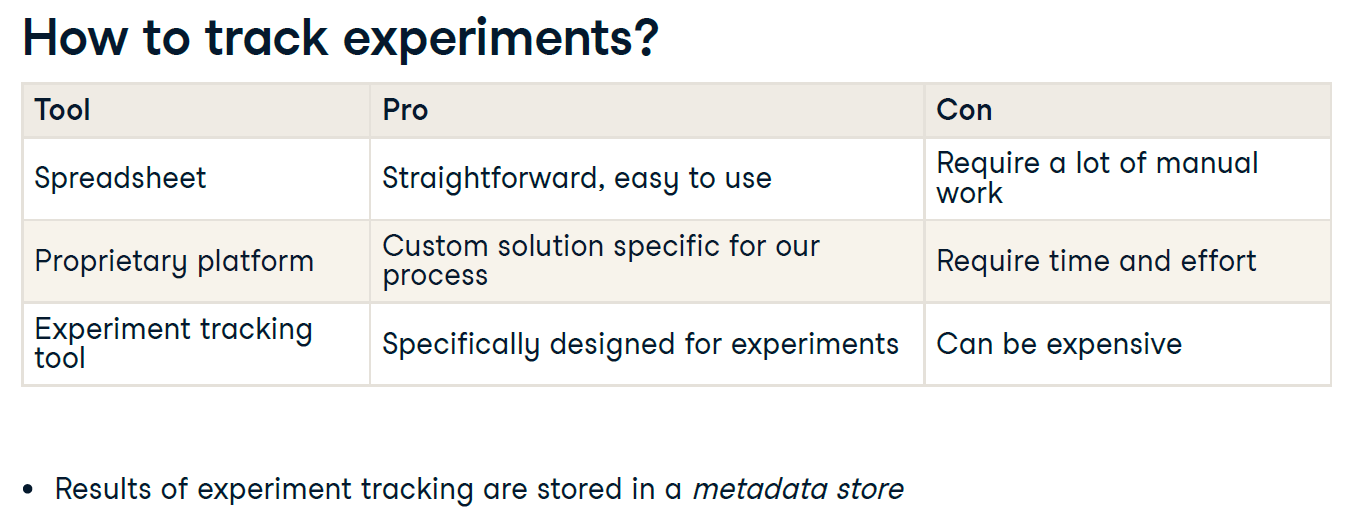 How to track experiments?
Tool Pro Con
Spreadsheet Straightforward, easy to use Require a lot of manual
work
Proprietary platform Custom solution specific for our
process Require time and effort
Experiment tracking
tool Specifically designed for experiments Can be expensive
• Results of experiment tracking are stored in a metadata store